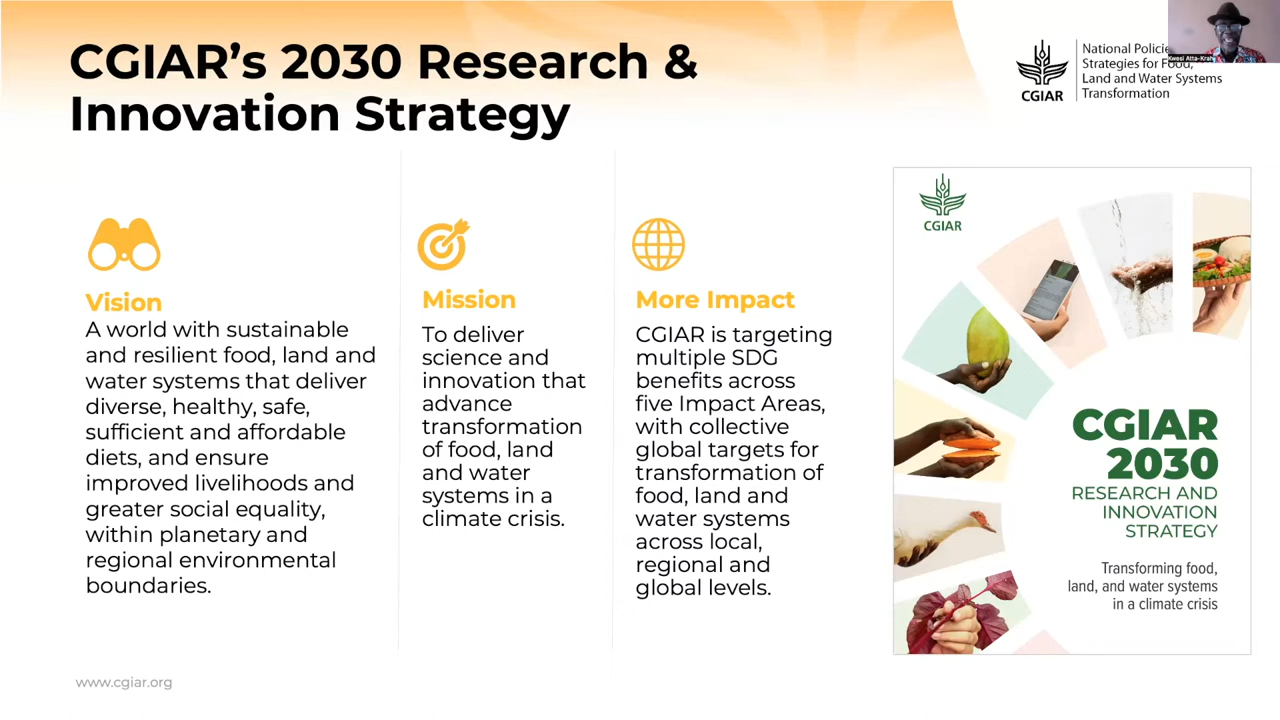 CGIAR's 2030 Research &
Innovation Strategy
CGIAR
National Policie
Strategies for Food,
Land and Water Systems
Transformation
Vision
A world with sustainable
and resilient food, land and
water systems that deliver
diverse, healthy, safe,
sufficient and affordable
diets, and ensure
improved livelihoods and
greater social equality,
within planetary and
regional environmental
boundaries.
Mission
To deliver
science and
innovation that
advance
transformation
of food, land
and water
systems in a
climate crisis.
More Impact
CGIAR is targeting
multiple SDG
benefits across
five Impact Areas,
with collective
global targets for
transformation of
food, land and
water systems
across local,
regional and
global levels.
CGIAR
CGIAR
2030
RESEARCH AND
INNOVATION
STRATEGY
Transforming food,
land, and water systems
in a climate crisis
www.cgiar.org